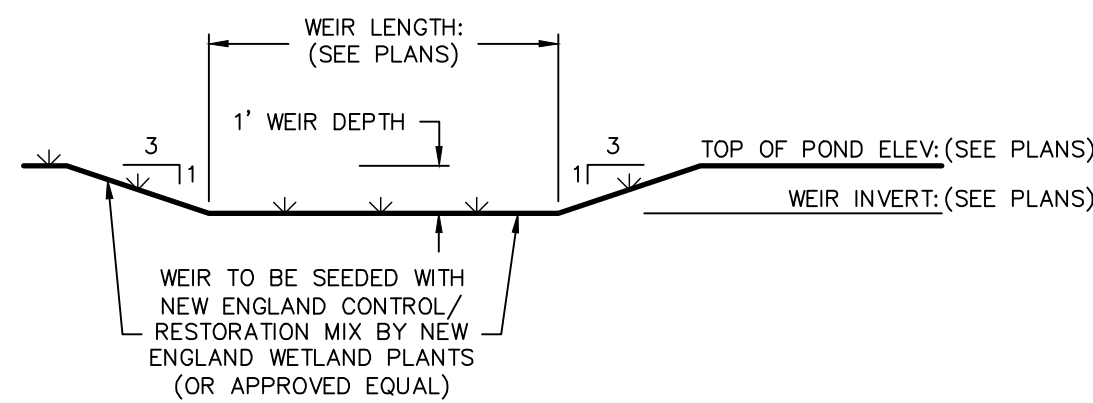 WEIR LENGTH:
(SEE PLANS)
1' WEIR DEPTH
3
1
3
1
TOP OF POND ELEV: (SEE PLANS)
WEIR INVERT: (SEE PLANS)
WEIR TO BE SEEDED WITH
NEW ENGLAND CONTROL/
RESTORATION MIX BY NEW
ENGLAND WETLAND PLANTS
(OR APPROVED EQUAL)